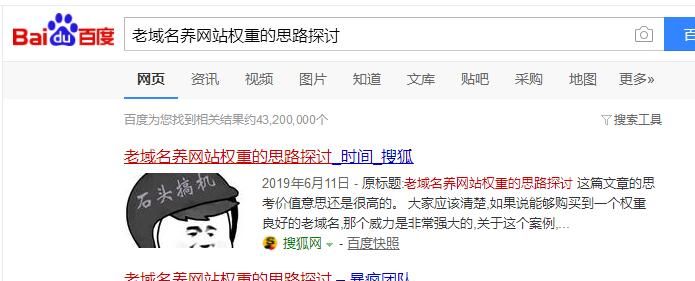 Bai du 百度
老域名养网站权重的思路探讨
百
网页 资讯 视频 图片 知道 文库 贴吧 采购 地图 更多»
百度为您找到相关结果约43,200,000个
搜索工具
老域名养网站权重的思路探讨_时间_搜狐
石头搞机
2019年6月11日 - 原标题:老域名养网站权重的思路探讨 这篇文章的思
考价值意思还是很高的。 大家应该清楚,如果说能够购买到一个权重
良好的老域名,那个威力是非常强大的,关于这个案例,...
搜狐网 - 百度快照
老域名养网站权重的思路探讨 – 暴疯团队